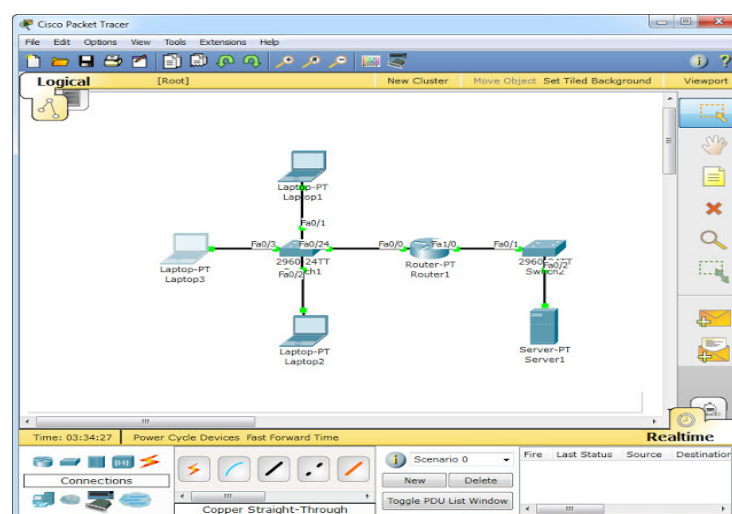 Cisco Packet Tracer
File Edit Options View Tools Extensions Help
Logical [Root] New Cluster Move Object Set Tiled Background Viewport
Laptop-PT
Laptop1
Fa0/1
Fa0/3 Fa0/24 Fa0/0 Fa1/0 Fa0/1
2960-24TT
Fa0/2
Laptop-PT
Laptop3
Router-PT
Router1
Fa0/2
Switch2
Laptop-PT
Laptop2
Server-PT
Server1
Time: 03:34:27 Power Cycle Devices Fast Forward Time Realtime
Connections
Copper Straight-Through
Scenario 0
New Delete
Toggle PDU List Window
Fire Last Status Source Destination